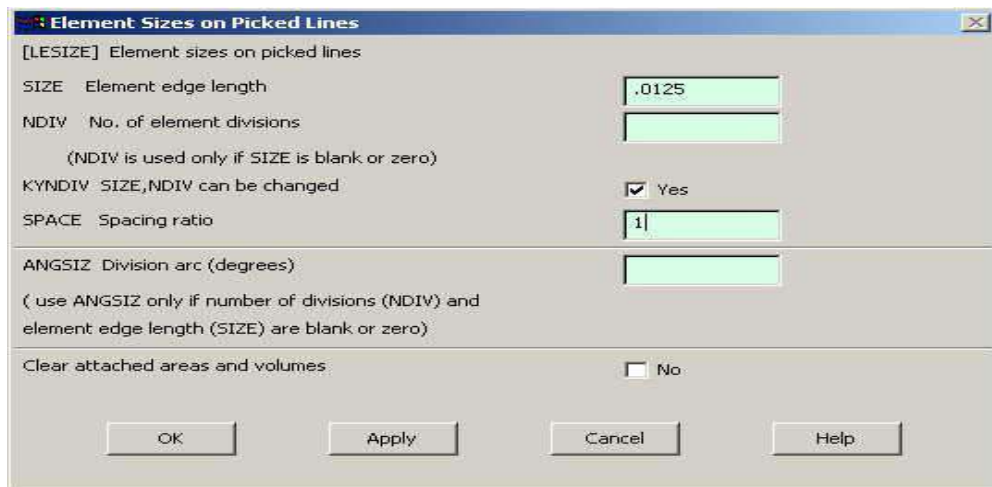 Element Sizes on Picked Lines
[LESIZE] Element sizes on picked lines
SIZE Element edge length .0125
NDIV No. of element divisions
(NDIV is used only if SIZE is blank or zero)
KYNDIV SIZE,NDIV can be changed Yes
SPACE Spacing ratio 1
ANGSIZ Division arc (degrees)
( use ANGSIZ only if number of divisions (NDIV) and
element edge length (SIZE) are blank or zero)
Clear attached areas and volumes No
OK Apply Cancel Help